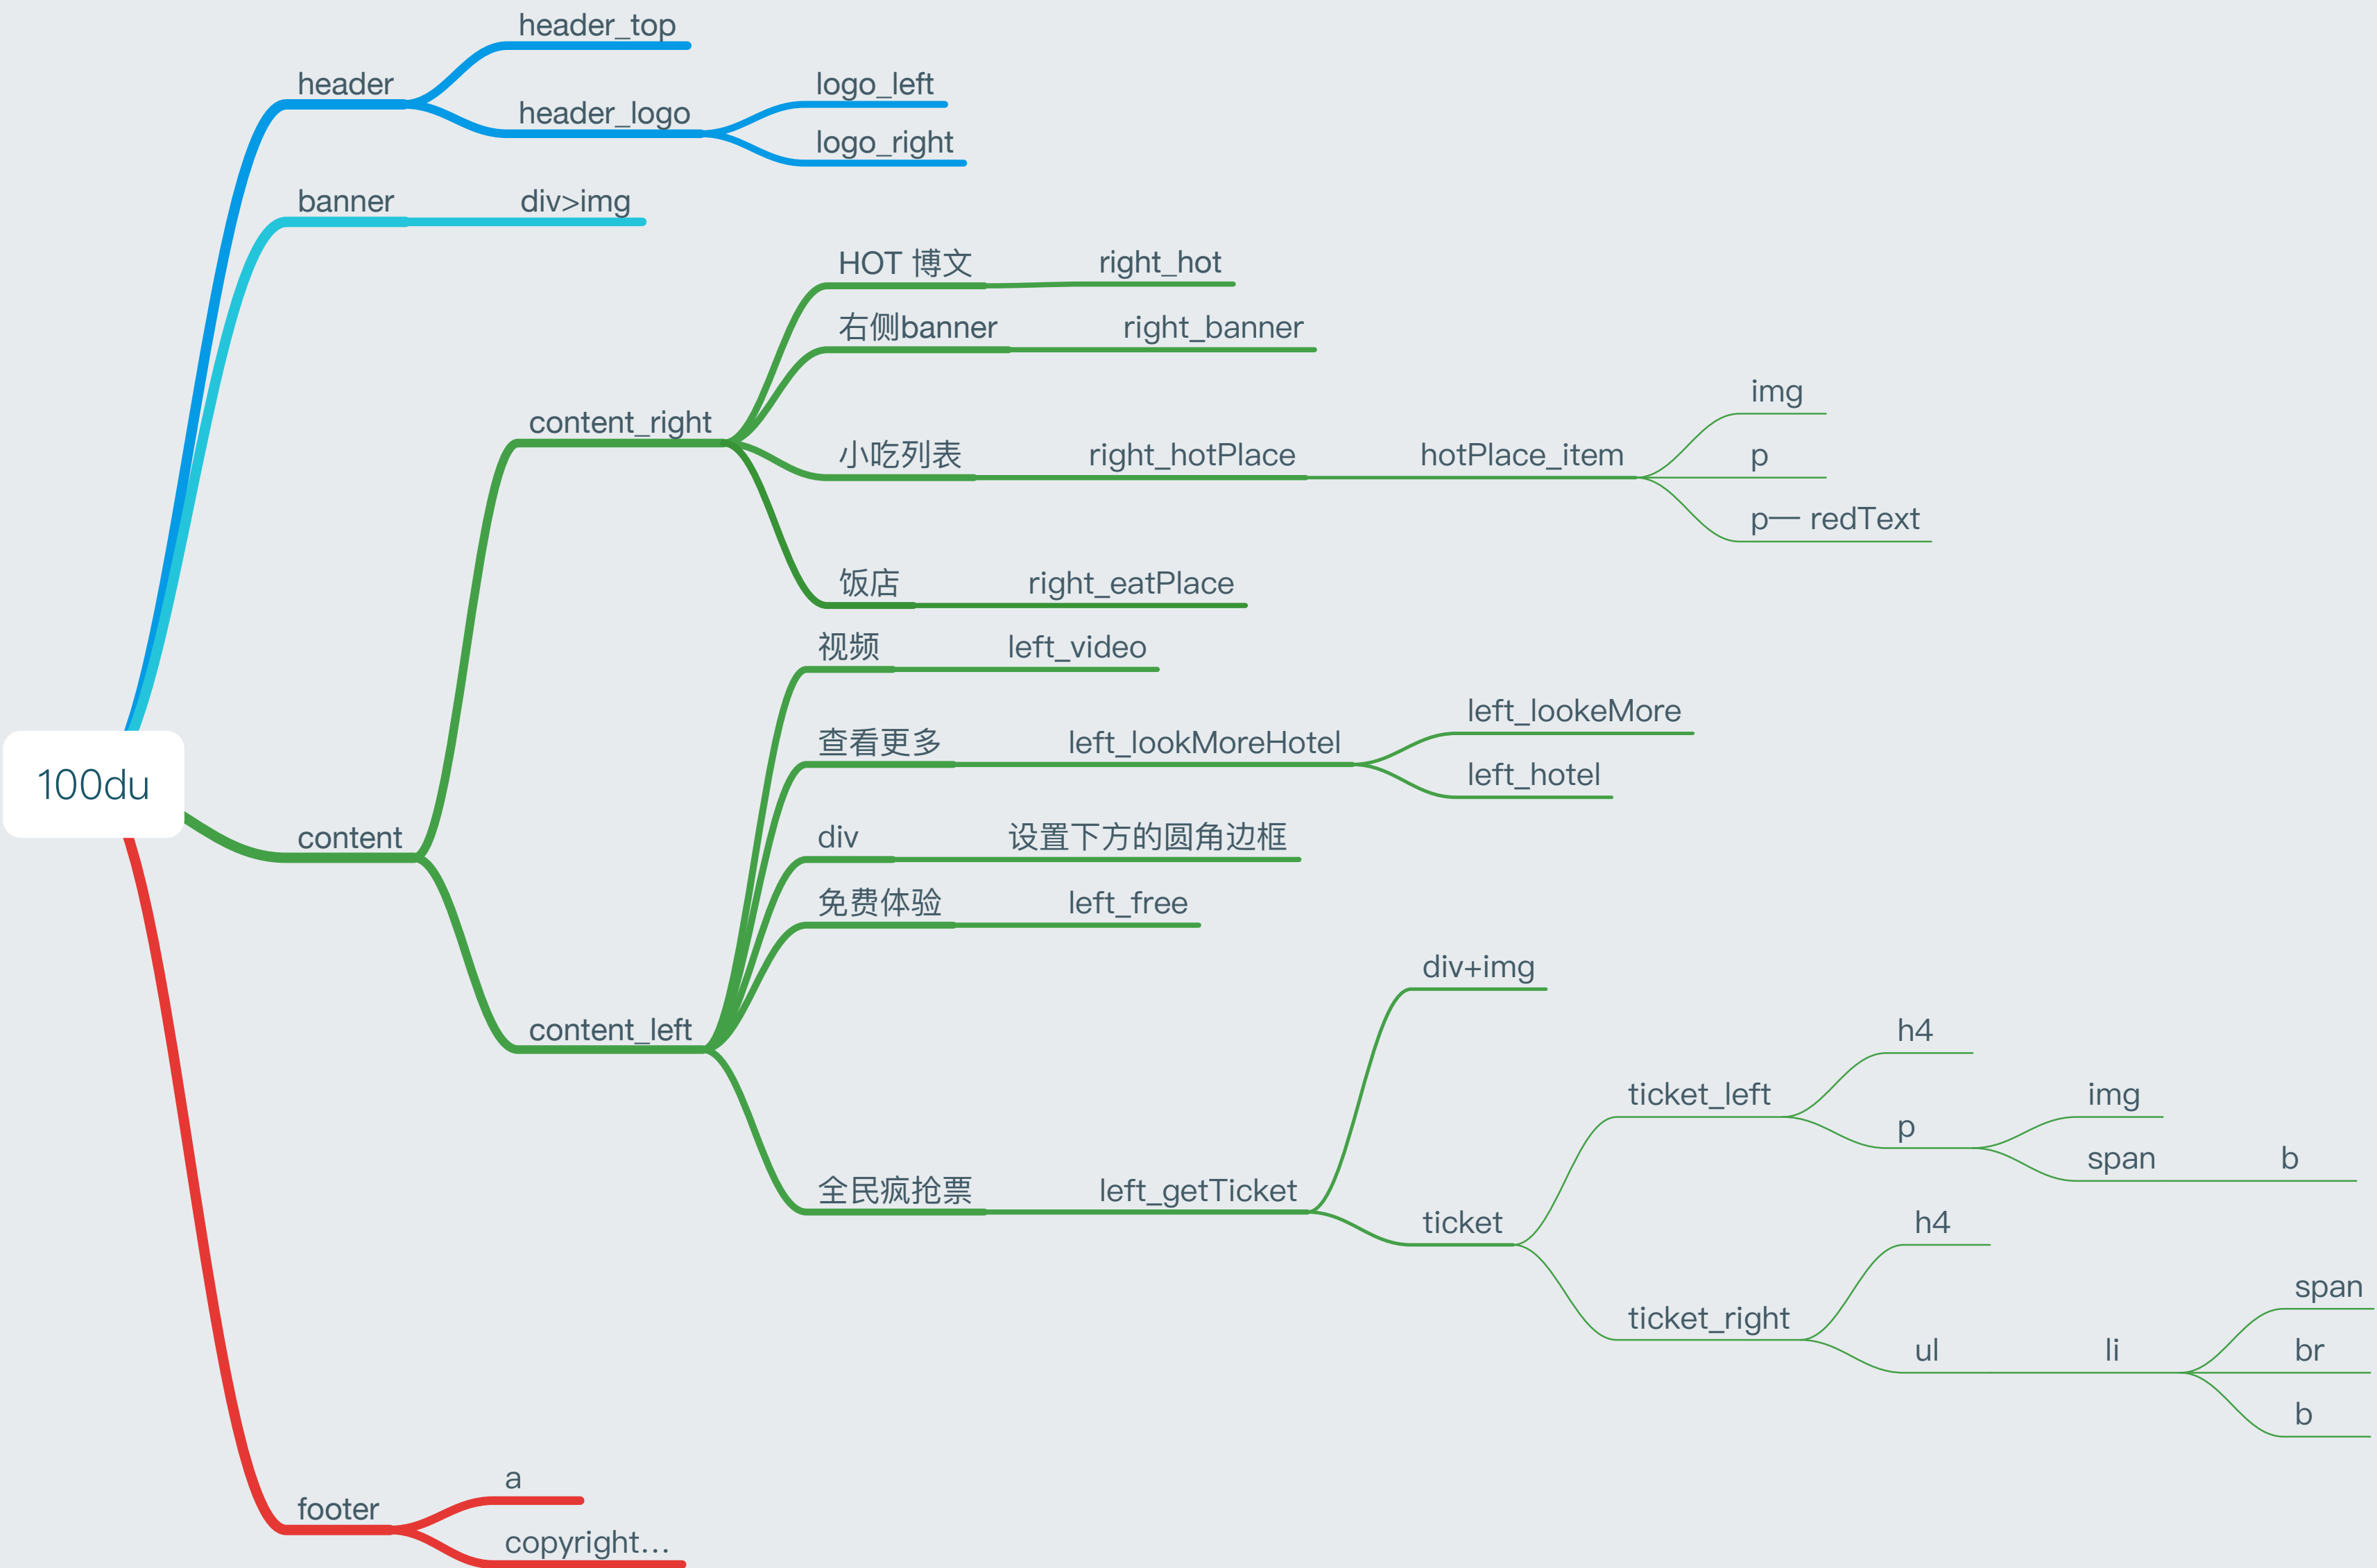 header_top
header
logo_left
header_logo
logo_right
banner
div>img
HOT 博文
right_hot
右侧banner
right_banner
img
content_right
小吃列表
right_hotPlace
hotPlace_item
p
p— redText
饭店
right_eatPlace
视频
left_video
left_lookeMore
查看更多
left_lookMoreHotel
left_hotel
100du
content
div
设置下方的圆角边框
免费体验
left_free
div+img
content_left
h4
ticket_left
img
p
span
b
全民疯抢票
left_getTicket
ticket
h4
span
ticket_right
ul
li
br
b
a
footer
copyright...